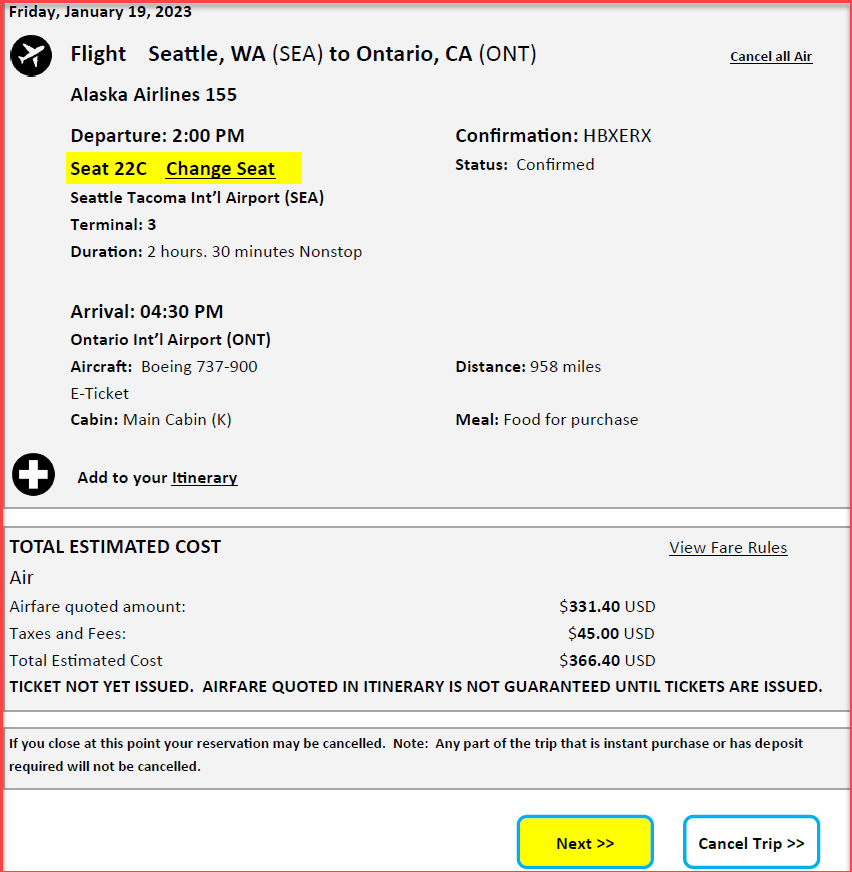 Friday, January 19, 2023
Flight Seattle, WA (SEA) to Ontario, CA (ONT)
Cancel all Air
Alaska Airlines 155
Departure: 2:00 PM
Confirmation: HBXERX
Seat 22C Change Seat
Status: Confirmed
Seattle Tacoma Int’l Airport (SEA)
Terminal: 3
Duration: 2 hours. 30 minutes Nonstop
Arrival: 04:30 PM
Ontario Int’l Airport (ONT)
Aircraft: Boeing 737-900
Distance: 958 miles
E-Ticket
Cabin: Main Cabin (K)
Meal: Food for purchase
Add to your Itinerary
TOTAL ESTIMATED COST
View Fare Rules
Air
Airfare quoted amount: $331.40 USD
Taxes and Fees: $45.00 USD
Total Estimated Cost $366.40 USD
TICKET NOT YET ISSUED. AIRFARE QUOTED IN ITINERARY IS NOT GUARANTEED UNTIL TICKETS ARE ISSUED.
If you close at this point your reservation may be cancelled. Note: Any part of the trip that is instant purchase or has deposit
required will not be cancelled.
Next >>
Cancel Trip >>